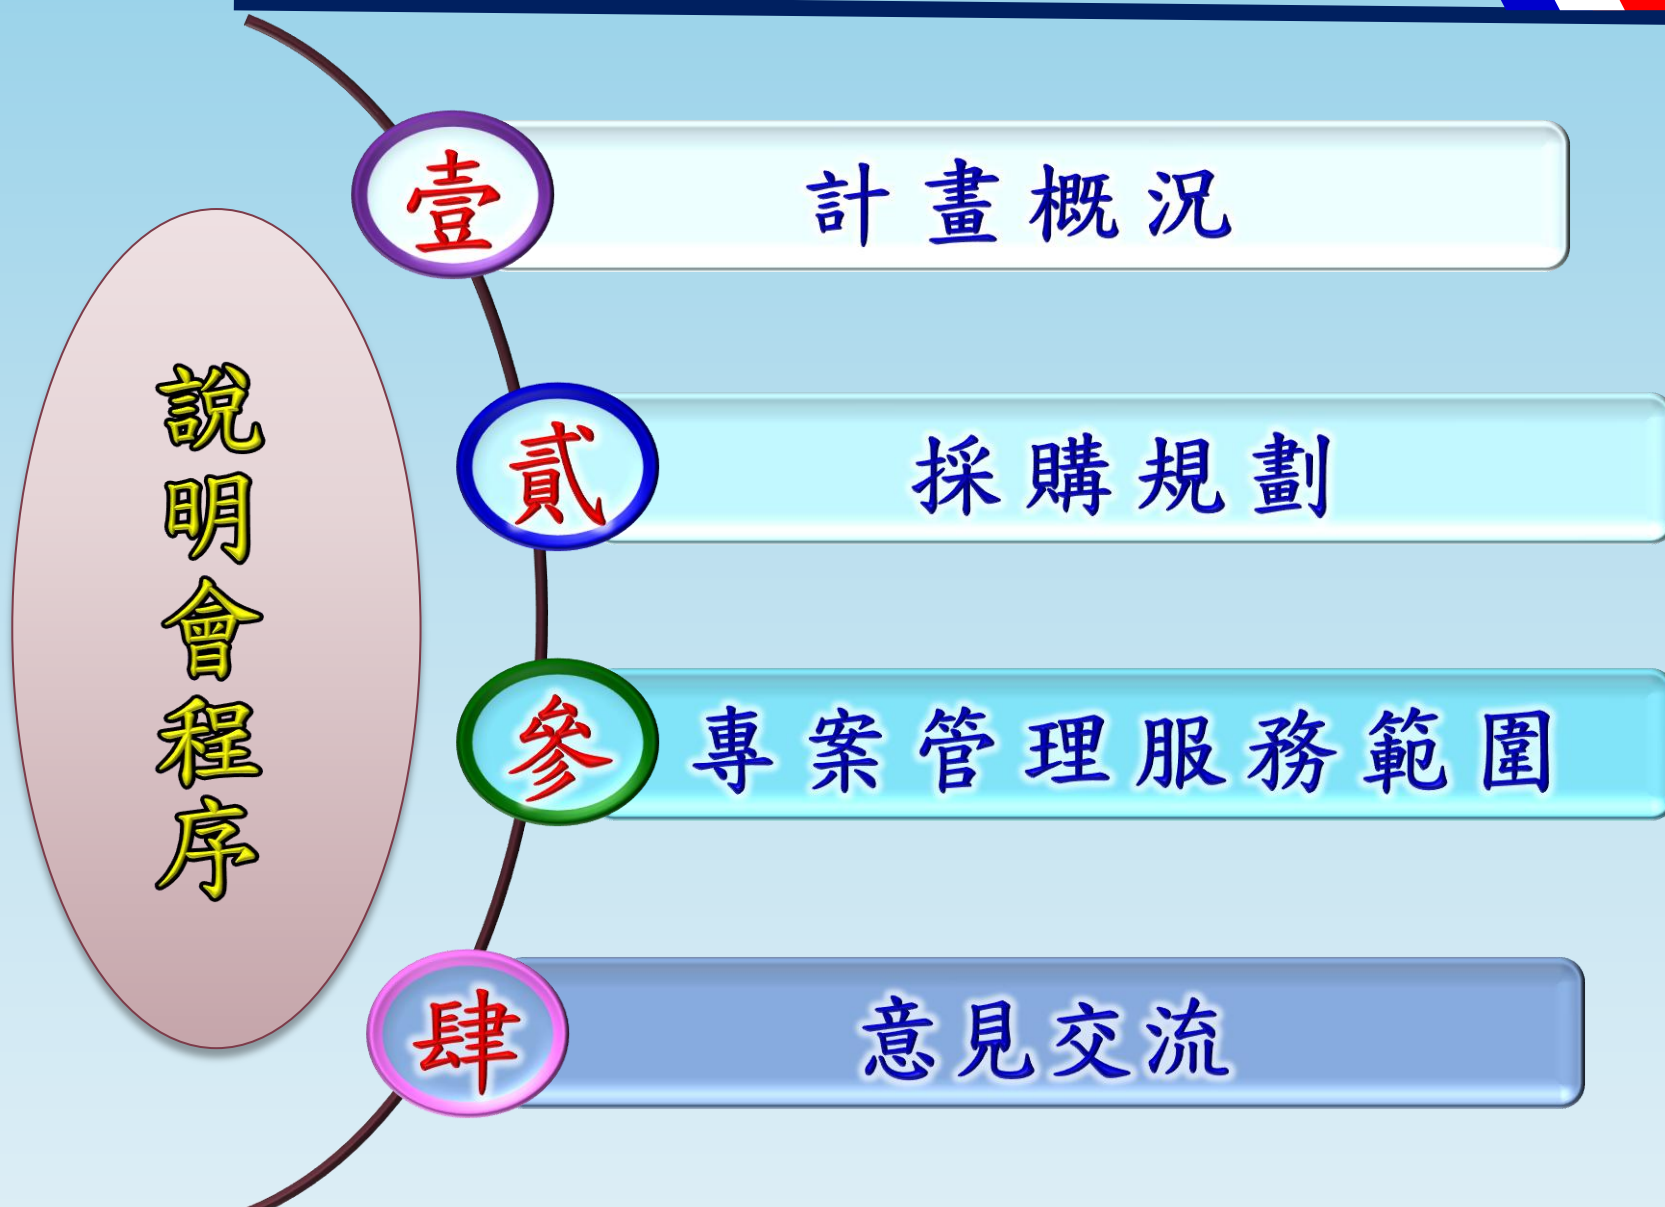 說明會程序
壹 計畫概況
貳 採購規劃
參 專案管理服務範圍
肆 意見交流